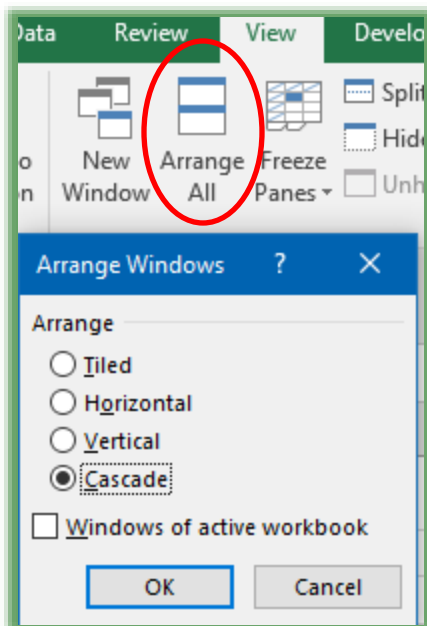 Data Review View Develo
Split
Hide
Unh
New Arrange Freeze
Window All Panes
Arrange Windows ? ×
Arrange
Tiled
Horizontal
Vertical
Cascade
Windows of active workbook
OK Cancel